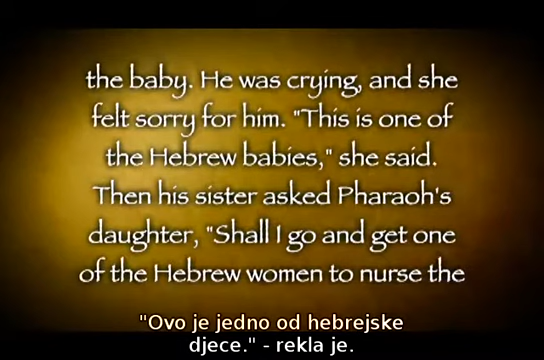 the baby. He was crying, and she
felt sorry for him. "This is one of
the Hebrew babies," she said.
Then his sister asked Pharaoh's
daughter, "Shall I go and get one
of the Hebrew women to nurse the
"Ovo je jedno od hebrejske
djece." - rekla je.